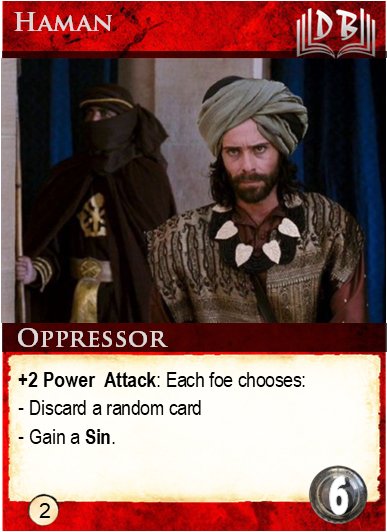 HAMAN
DB
OPPRESSOR
+2 Power Attack: Each foe chooses:
- Discard a random card
- Gain a Sin.
2
6